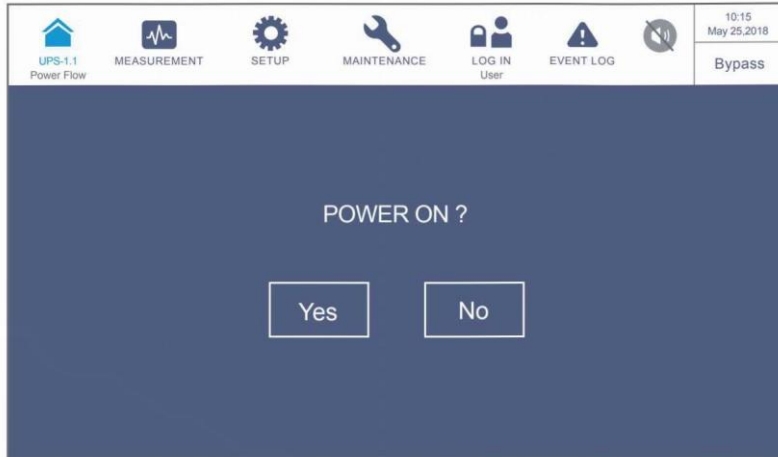 UPS-1.1
Power Flow
MEASUREMENT
SETUP
MAINTENANCE
LOG IN
User
EVENT LOG
10:15
May 25,2018
Bypass
POWER ON ?
Yes
No